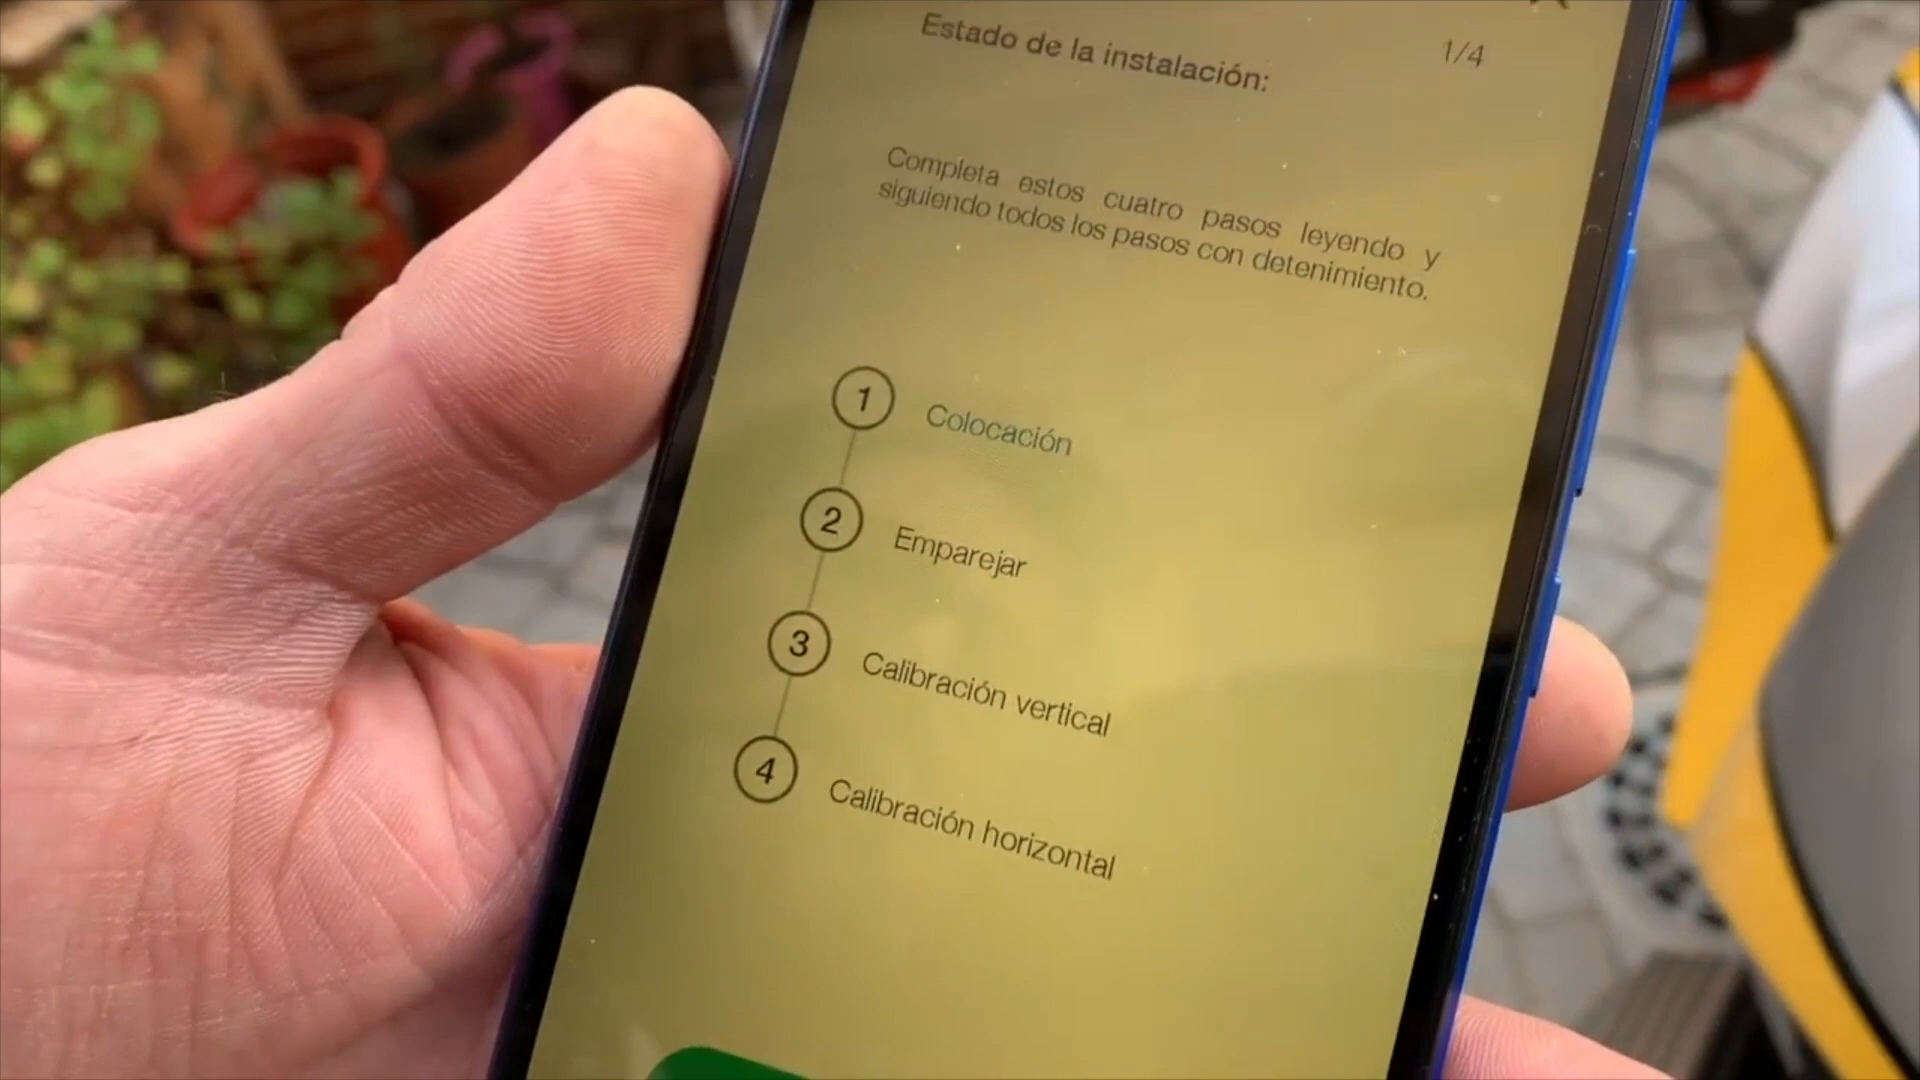 Estado de la instalación:
1/4
Completa estos cuatro pasos leyendo y
siguiendo todos los pasos con detenimiento.
1 Colocación
2 Emparejar
3 Calibración vertical
4 Calibración horizontal